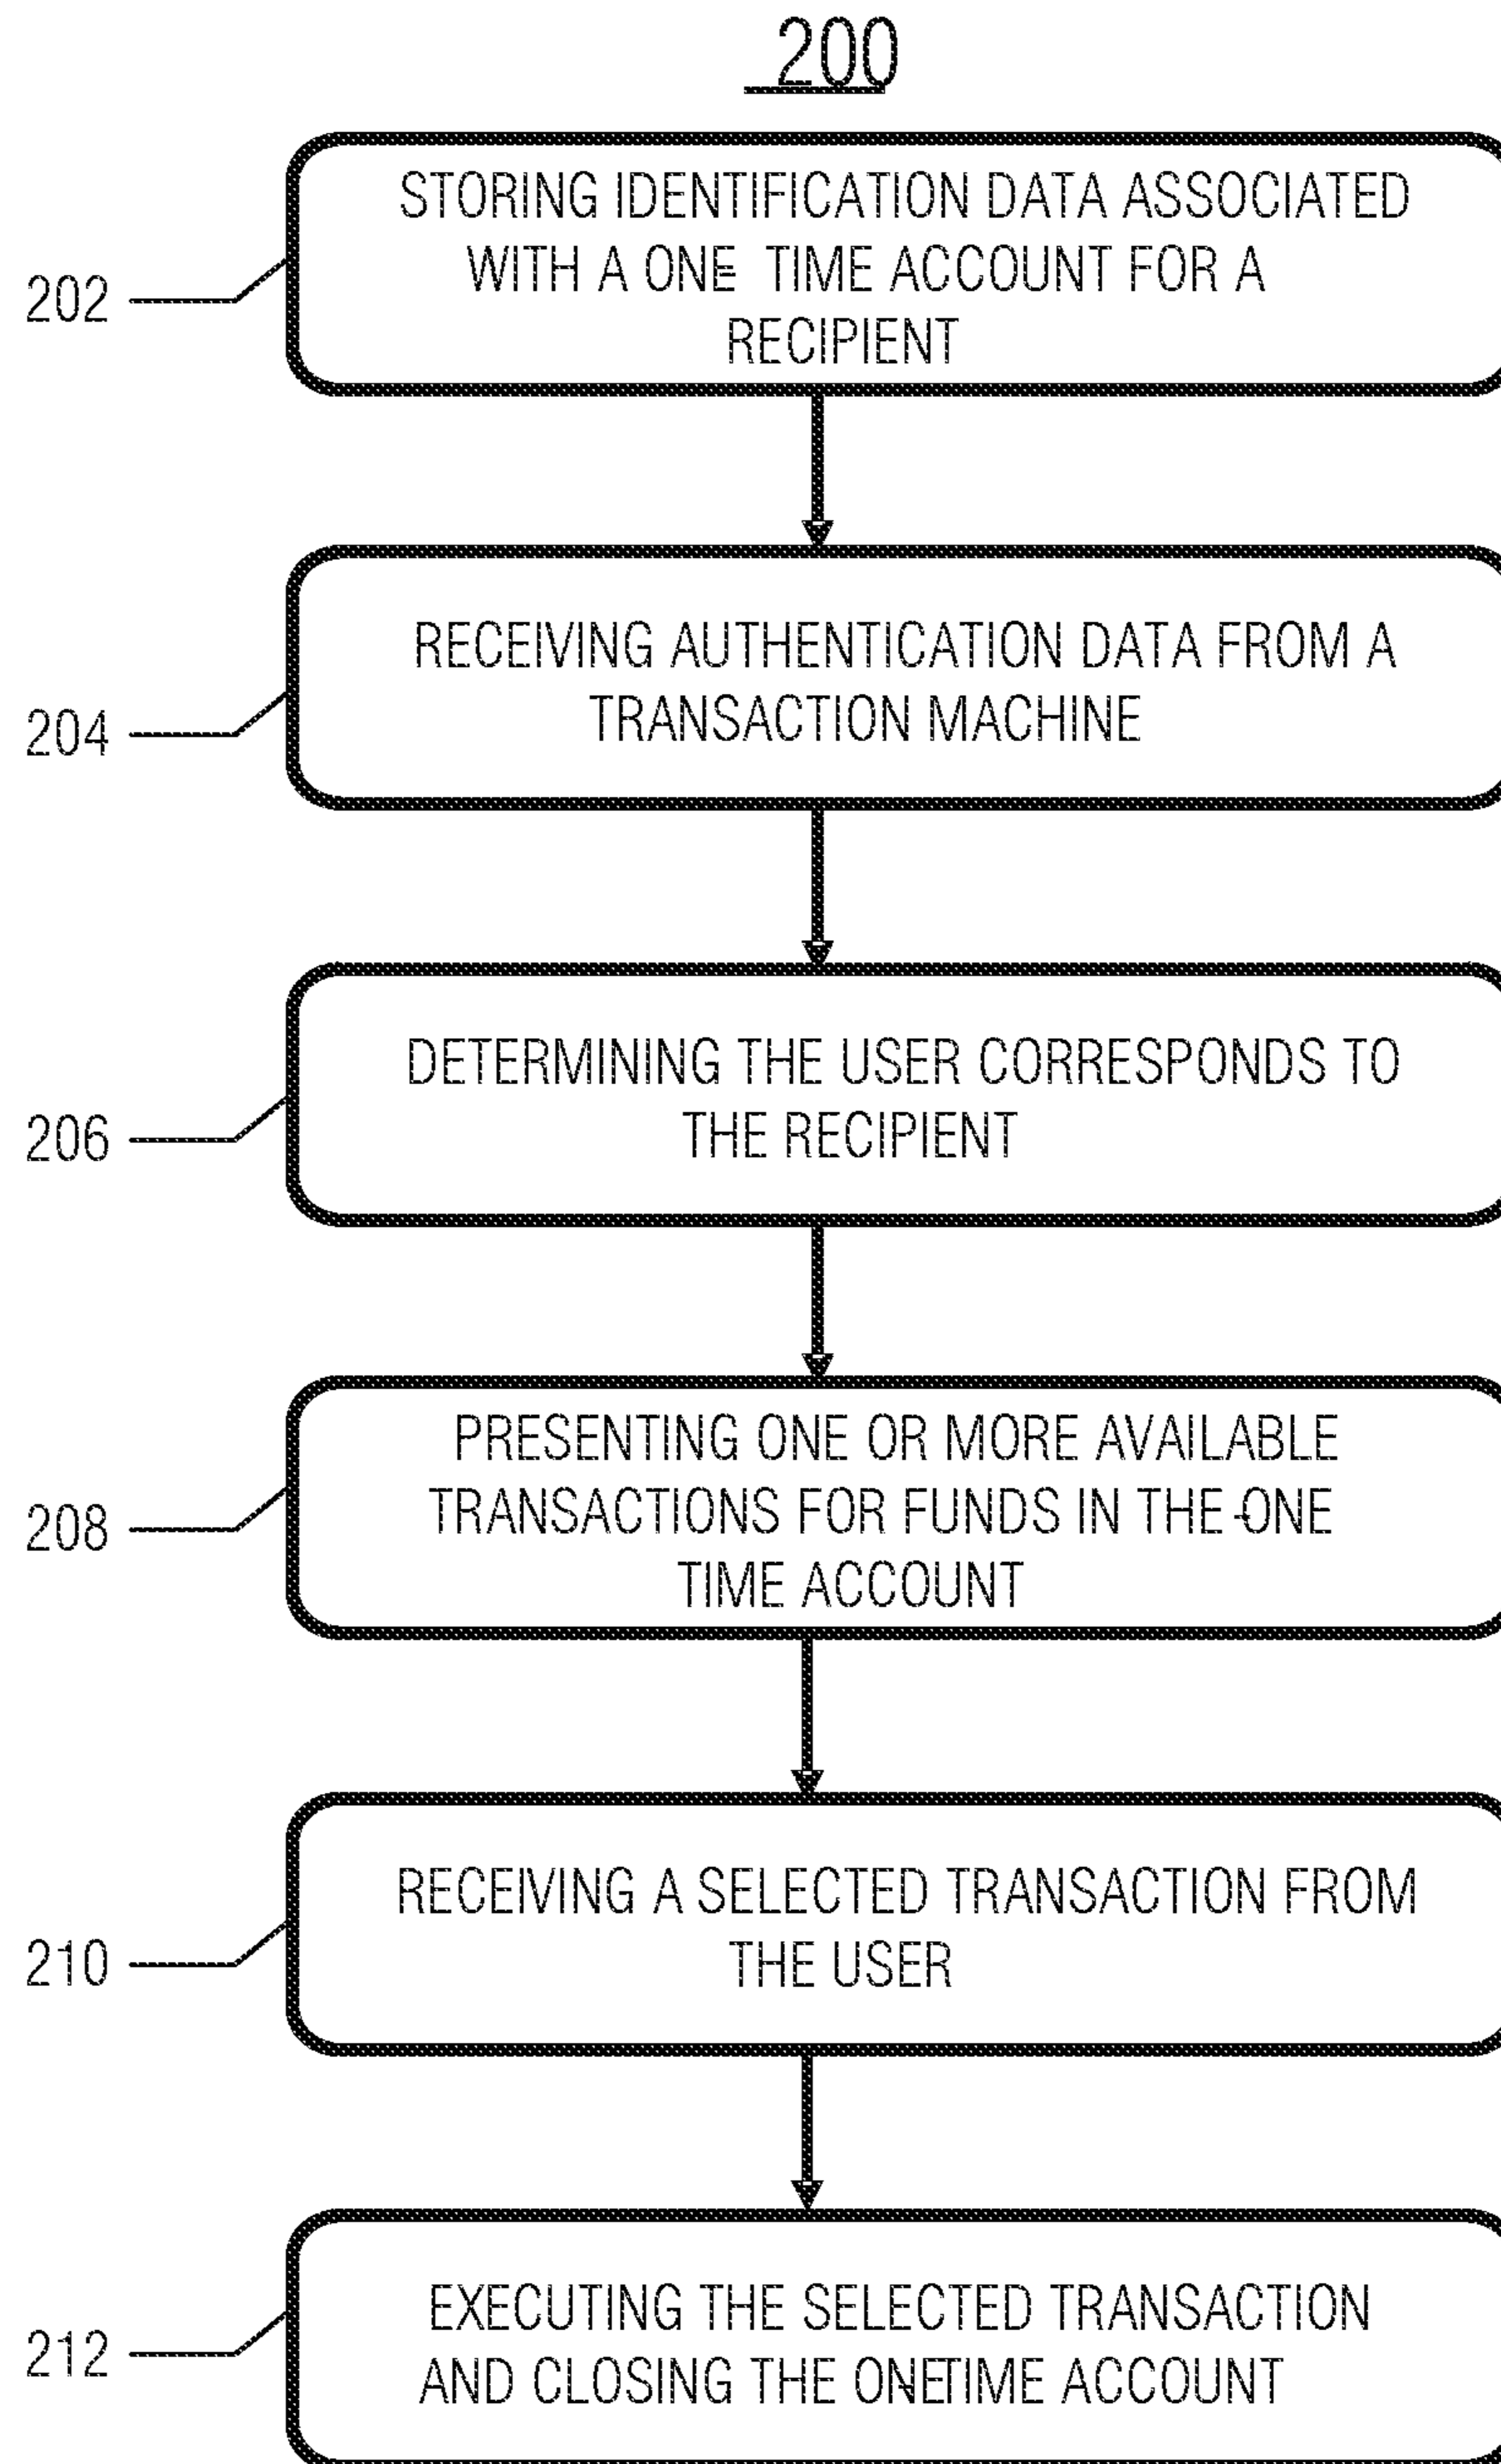 200
STORING IDENTIFICATION DATA ASSOCIATED
WITH A ONE- TIME ACCOUNT FOR A
RECIPIENT
202
RECEIVING AUTHENTICATION DATA FROM A
TRANSACTION MACHINE
204
DETERMINING THE USER CORRESPONDS TO
THE RECIPIENT
206
PRESENTING ONE OR MORE AVAILABLE
TRANSACTIONS FOR FUNDS IN THE -ONE
TIME ACCOUNT
208
RECEIVING A SELECTED TRANSACTION FROM
THE USER
210
EXECUTING THE SELECTED TRANSACTION
AND CLOSING THE ONE-TIME ACCOUNT
212